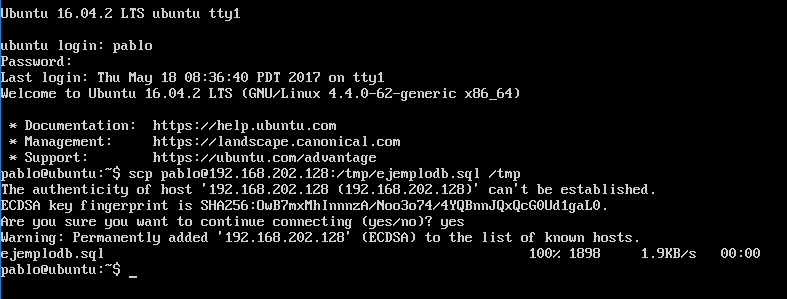 Ubuntu 16.04.2 LTS ubuntu tty1
ubuntu login: pablo
Password:
Last login: Thu May 18 08:36:40 PDT 2017 on tty1
Welcome to Ubuntu 16.04.2 LTS (GNU/Linux 4.4.0-62-generic x86_64)
* Documentation:  https://help.ubuntu.com
* Management:     https://landscape.canonical.com
* Support:        https://ubuntu.com/advantage
pablo@ubuntu:~$ scp pablo@192.168.202.128:/tmp/ejemplodb.sql /tmp
The authenticity of host '192.168.202.128 (192.168.202.128)' can't be established.
ECDSA key fingerprint is SHA256:OwB7mxMhInnnzA/Noo3o74/4YQBnnJQxQcG0Ud1gaL0.
Are you sure you want to continue connecting (yes/no)? yes
Warning: Permanently added '192.168.202.128' (ECDSA) to the list of known hosts.
ejemplodb.sql                                 100% 1898     1.9KB/s   00:00
pablo@ubuntu:~$ _